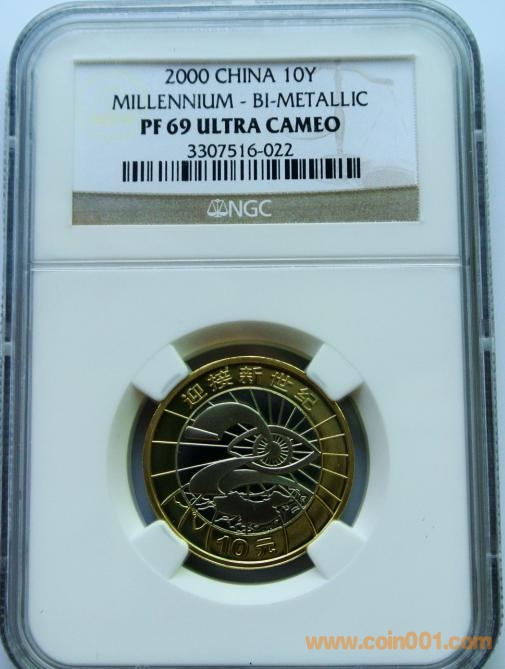 2000 CHINA 10Y
MILLENNIUM - BI-METALLIC
PF 69 ULTRA CAMEO
3307516-022
NGC
迎接新世纪
10元
www.coin001.com